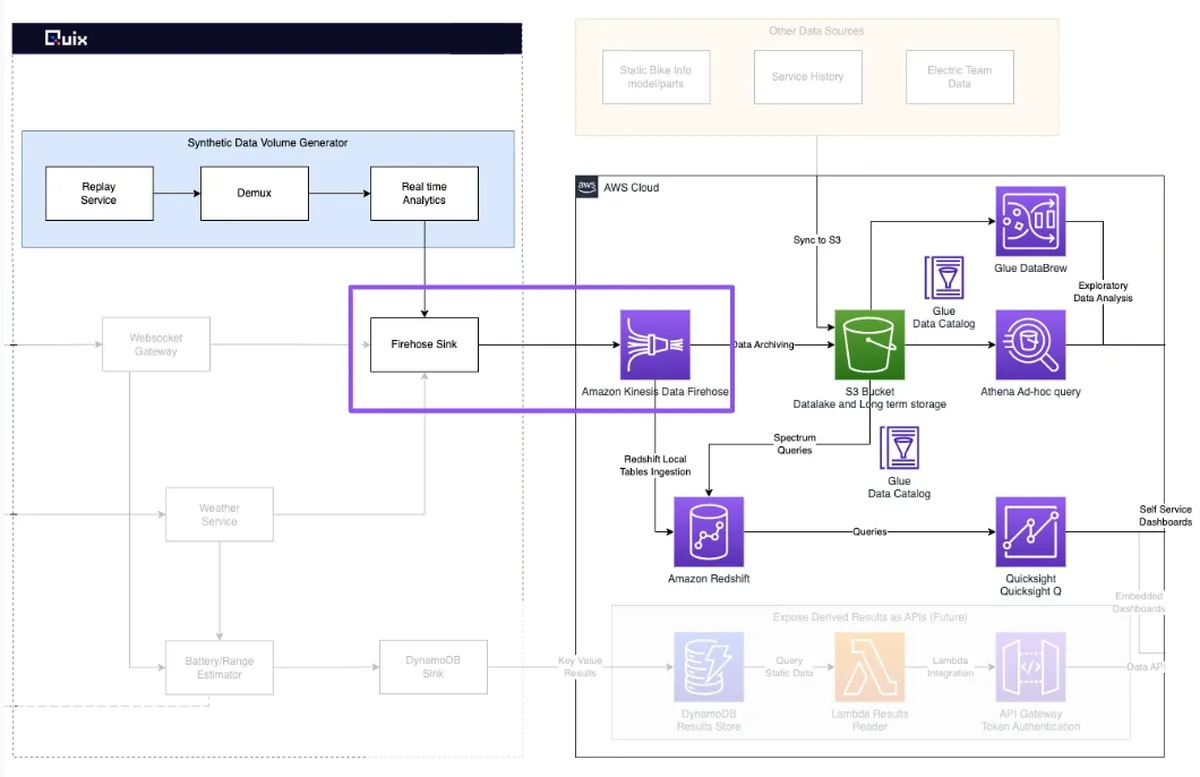 Quix
Synthetic Data Volume Generator
Replay
Service
Demux
Real time
Analytics
Websocket
Gateway
Firehose Sink
Weather
Service
Battery/Range
Estimator
DynamoDB
Sink
Other Data Sources
Static Bike Info
model/parts
Service History
Electric Team
Data
aws
AWS Cloud
Sync to S3
Glue DataBrew
Glue
Data Catalog
Exploratory
Data Analysis
Amazon Kinesis Data Firehose
Data Archiving
S3 Bucket
Datalake and Long term storage
Athena Ad-hoc query
Spectrum
Queries
Redshift Local
Tables Ingestion
Glue
Data Catalog
Amazon Redshift
Queries
Quicksight
Quicksight Q
Self Service
Dashboards
Embedded
Dashboards
Expose Derived Results as APIs (Future)
Key Value
Results
DynamoDB
Results Store
Query
Static Data
Lambda Results
Reader
Lambda
Integration
API Gateway
Token Authentication
Data API